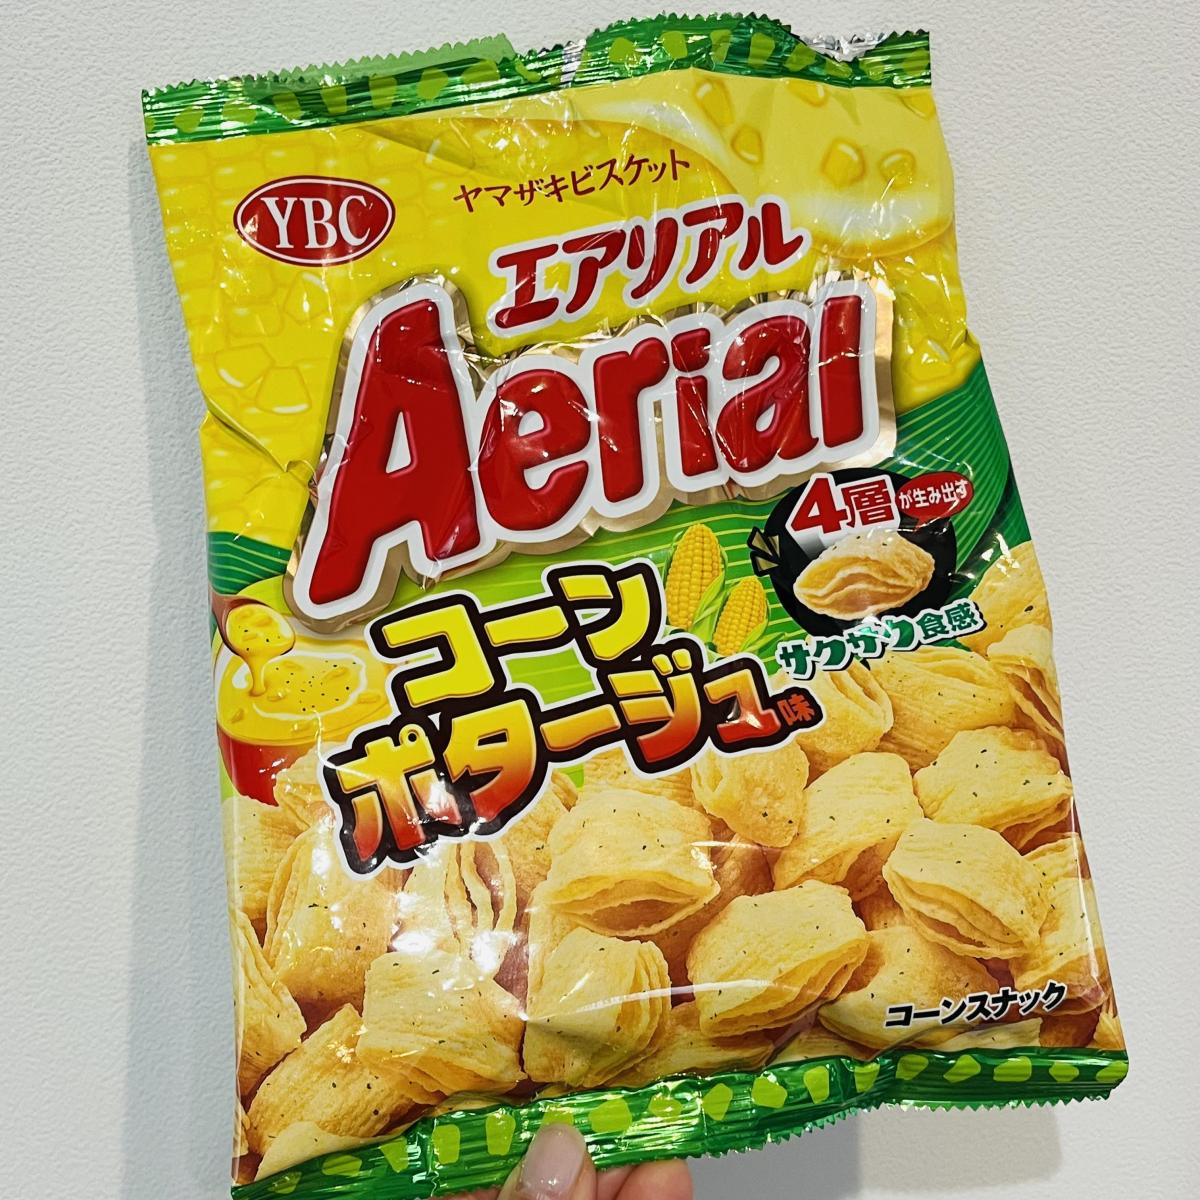 YBC
ヤマザキビスケット
エアリアル
Aerial
4層が生み出す
サクサク食感
コーン
ポタージュ味
コーンスナック